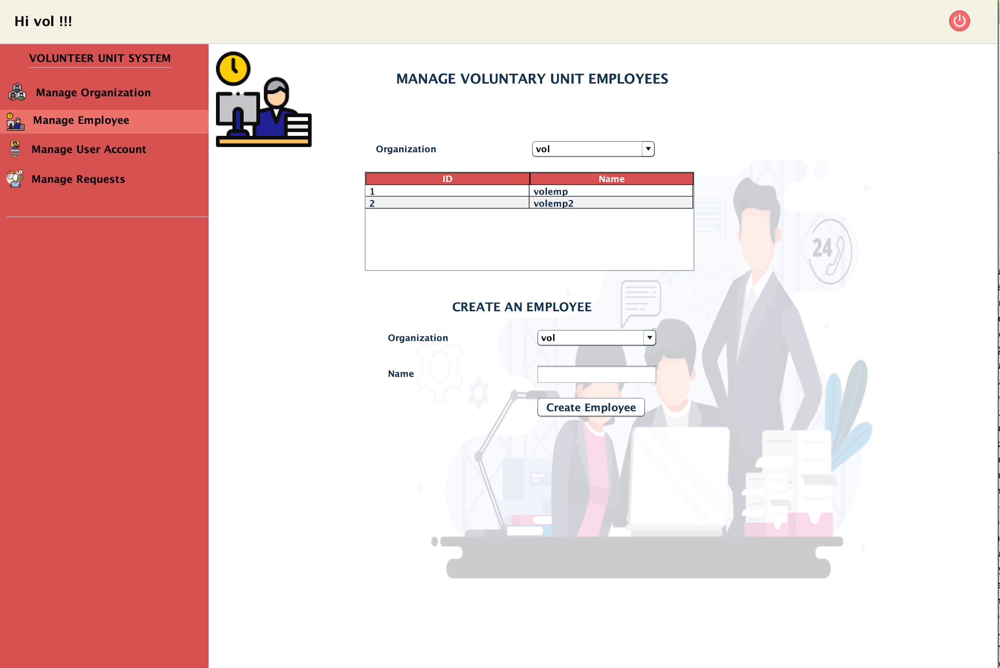 Hi vol !!!
VOLUNTEER UNIT SYSTEM
Manage Organization
Manage Employee
Manage User Account
Manage Requests
MANAGE VOLUNTARY UNIT EMPLOYEES
Organization vol
ID Name
1 volemp
2 volemp2
24
CREATE AN EMPLOYEE
Organization vol
Name
Create Employee